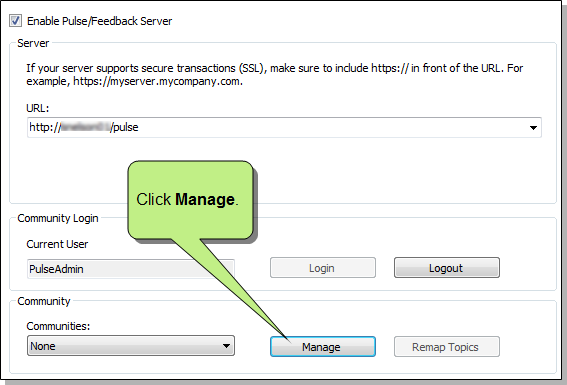 Enable Pulse/Feedback Server
Server
If your server supports secure transactions (SSL), make sure to include https:// in front of the URL. For
example, https://myserver.mycompany.com.
URL:
http:// /pulse
Click Manage.
Community Login
Current User
PulseAdmin
Login
Logout
Community
Communities:
None
Manage
Remap Topics